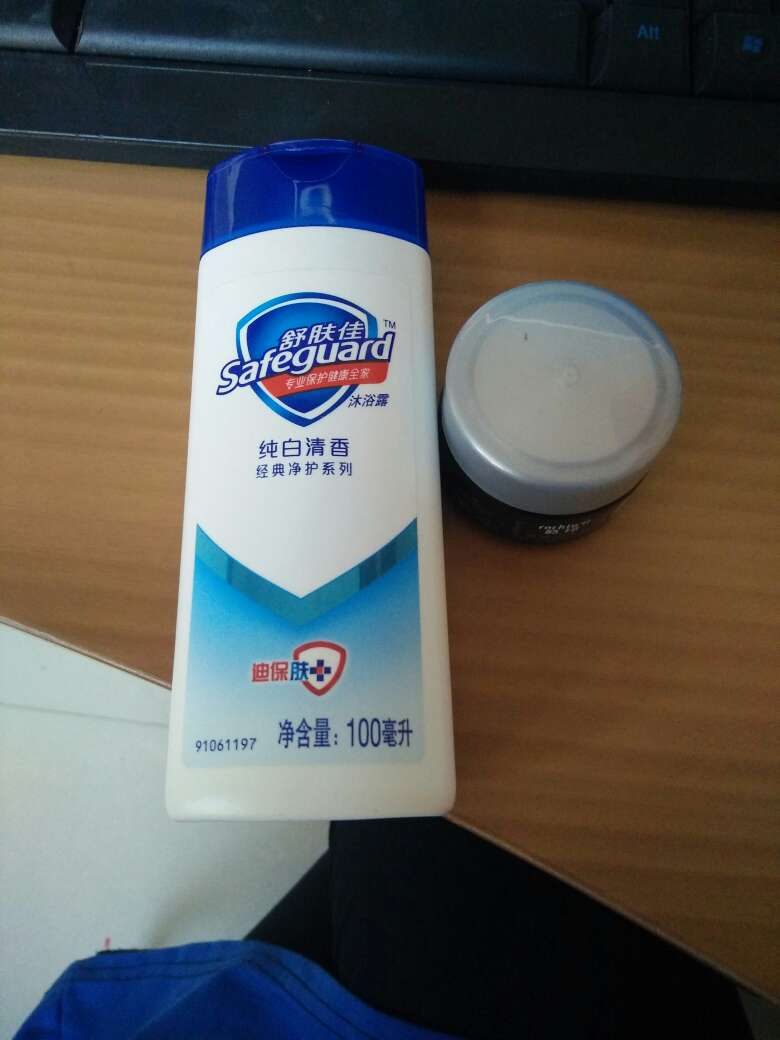 Alt
舒肤佳
TM
Safeguard
专业保护健康全家
沐浴露
纯白清香
经典净护系列
迪保肤
91061197
净含量：100毫升